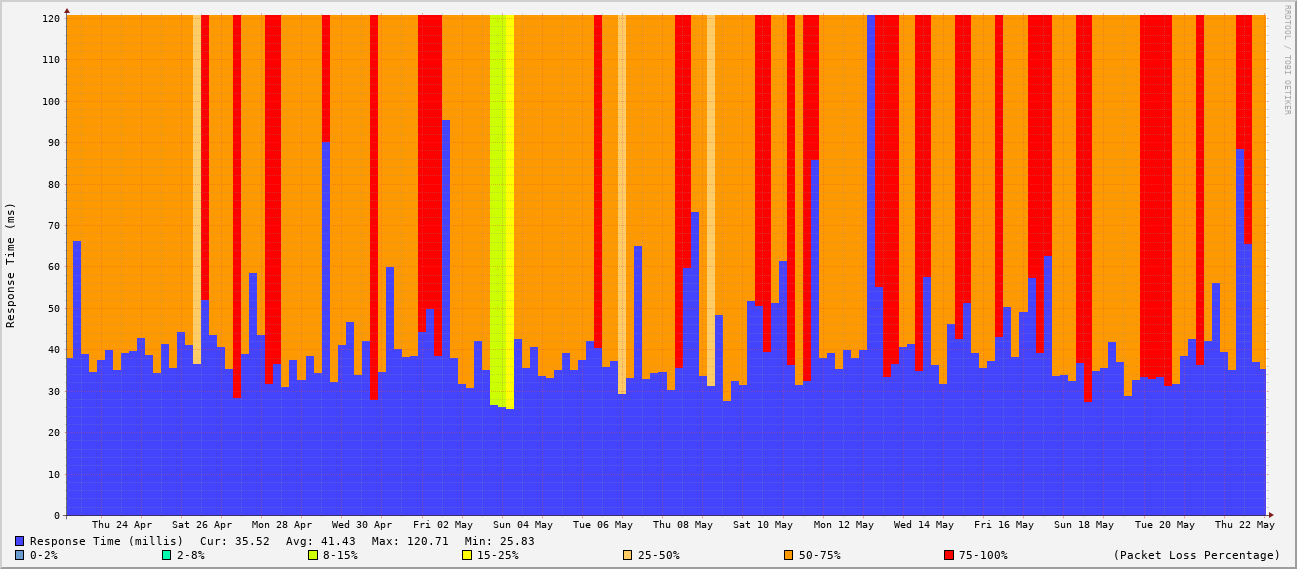 RRDTOOL / TOBI OETIKER
Response Time (ms)
120
110
100
90
80
70
60
50
40
30
20
10
0
Thu 24 Apr Sat 26 Apr Mon 28 Apr Wed 30 Apr Fri 02 May Sun 04 May Tue 06 May Thu 08 May Sat 10 May Mon 12 May Wed 14 May Fri 16 May Sun 18 May Tue 20 May Thu 22 May
Response Time (millis) Cur: 35.52 Avg: 41.43 Max: 120.71 Min: 25.83
0-2% 2-8% 8-15% 15-25% 25-50% 50-75% 75-100% (Packet Loss Percentage)